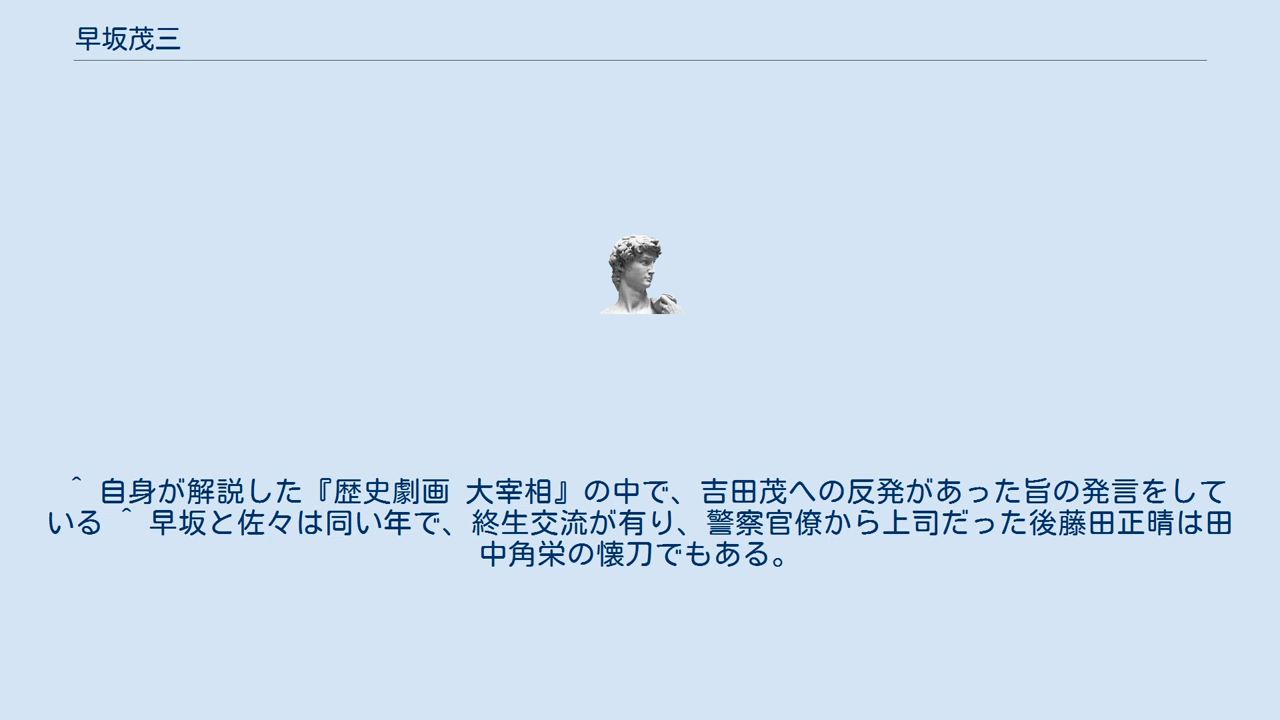 早坂茂三
＾ 自身が解説した『歴史劇画 大宰相』の中で、吉田茂への反発があった旨の発言をして
いる ＾ 早坂と佐々は同い年で、終生交流が有り、警察官僚から上司だった後藤田正晴は田
中角栄の懐刀でもある。